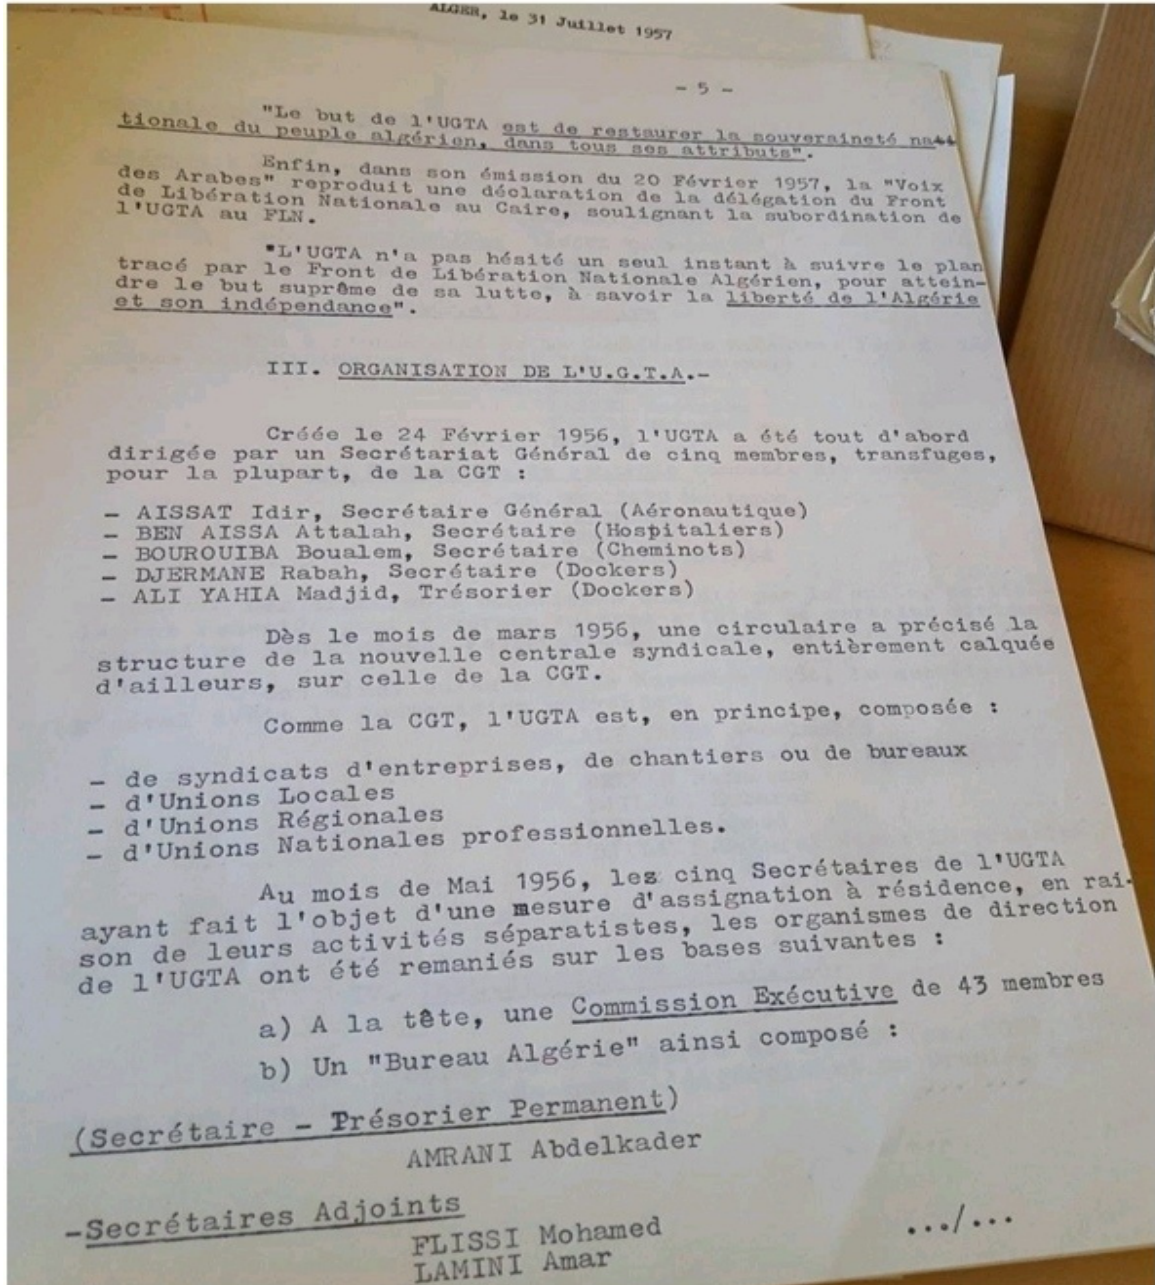 ALGER, le 31 Juillet 1957
- 5 -
"Le but de l'UGTA est de restaurer la souveraineté na
tionale du peuple algérien, dans tous ses attributs".
Enfin, dans son émission du 20 Février 1957, la "Voix
des Arabes" reproduit une déclaration de la délégation du Front
de Libération Nationale au Caire, soulignant la subordination de
l'UGTA au FLN.
"L'UGTA n'a pas hésité un seul instant à suivre le plan
tracé par le Front de Libération Nationale Algérien, pour attein-
dre le but suprême de sa lutte, à savoir la liberté de l'Algérie
et son indépendance".
III. ORGANISATION DE L'U.G.T.A.-
Créée le 24 Février 1956, l'UGTA a été tout d'abord
dirigée par un Secrétariat Général de cinq membres, transfuges,
pour la plupart, de la CGT :
- AISSAT Idir, Secrétaire Général (Aéronautique)
- BEN AISSA Attalah, Secrétaire (Hospitaliers)
- BOUROUIBA Boualem, Secrétaire (Cheminots)
- DJERMANE Rabah, Secrétaire (Dockers)
- ALI YAHIA Madjid, Trésorier (Dockers)
Dès le mois de mars 1956, une circulaire a précisé la
structure de la nouvelle centrale syndicale, entièrement calquée
d'ailleurs, sur celle de la CGT.
Comme la CGT, l'UGTA est, en principe, composée :
- de syndicats d'entreprises, de chantiers ou de bureaux
- d'Unions Locales
- d'Unions Régionales
- d'Unions Nationales professionnelles.
Au mois de Mai 1956, les cinq Secrétaires de l'UGTA
ayant fait l'objet d'une mesure d'assignation à résidence, en rai-
son de leurs activités séparatistes, les organismes de direction
de l'UGTA ont été remaniés sur les bases suivantes :
a) A la tête, une Commission Exécutive de 43 membres
b) Un "Bureau Algérie" ainsi composé :
(Secrétaire - Présorier Permanent)
AMRANI Abdelkader
-Secrétaires Adjoints
FLISSI Mohamed
LAMINI Amar
.../...